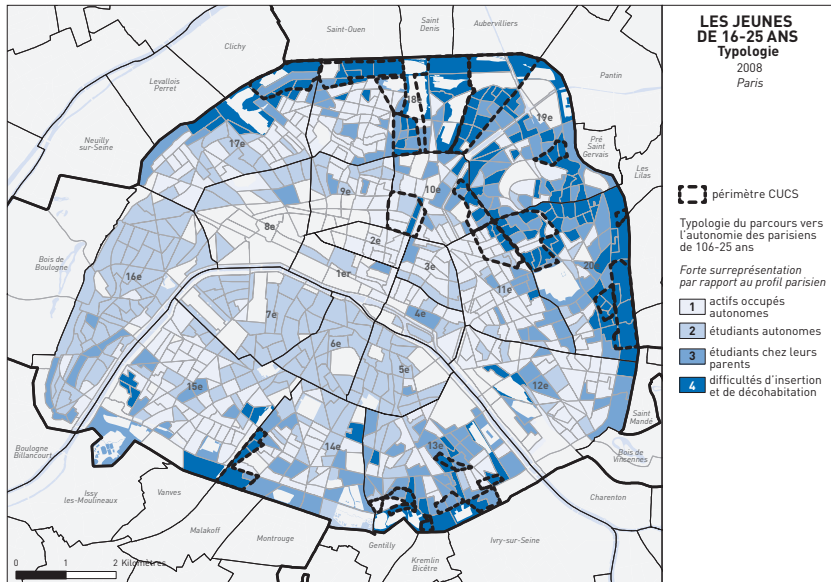 LES JEUNES
DE 16-25 ANS
Typologie
2008
Paris
périmètre CUCS
Typologie du parcours vers
l'autonomie des parisiens
de 106-25 ans
Forte surreprésentation
par rapport au profil parisien
1 actifs occupés
autonomes
2 étudiants autonomes
3 étudiants chez leurs
parents
4 difficultés d'insertion
et de décohabitation
Saint-Ouen
Saint
Denis
Aubervilliers
Clichy
Levallois
Perret
Pantin
Neuilly
sur-Seine
Pré
Saint
Gervais
Les
Lilas
Bois de
Boulogne
Saint
Mandé
Bois de
Vincennes
Boulogne
Billancourt
Issy
les-Moulineaux
Vanves
Malakoff
Montrouge
Gentilly
Kremlin
Bicêtre
Ivry-sur-Seine
Charenton
18e
19e
17e
9e
10e
8e
2e
16e
1er
3e
20e
11e
7e
4e
6e
5e
15e
12e
14e
13e
0 1 2 Kilomètres